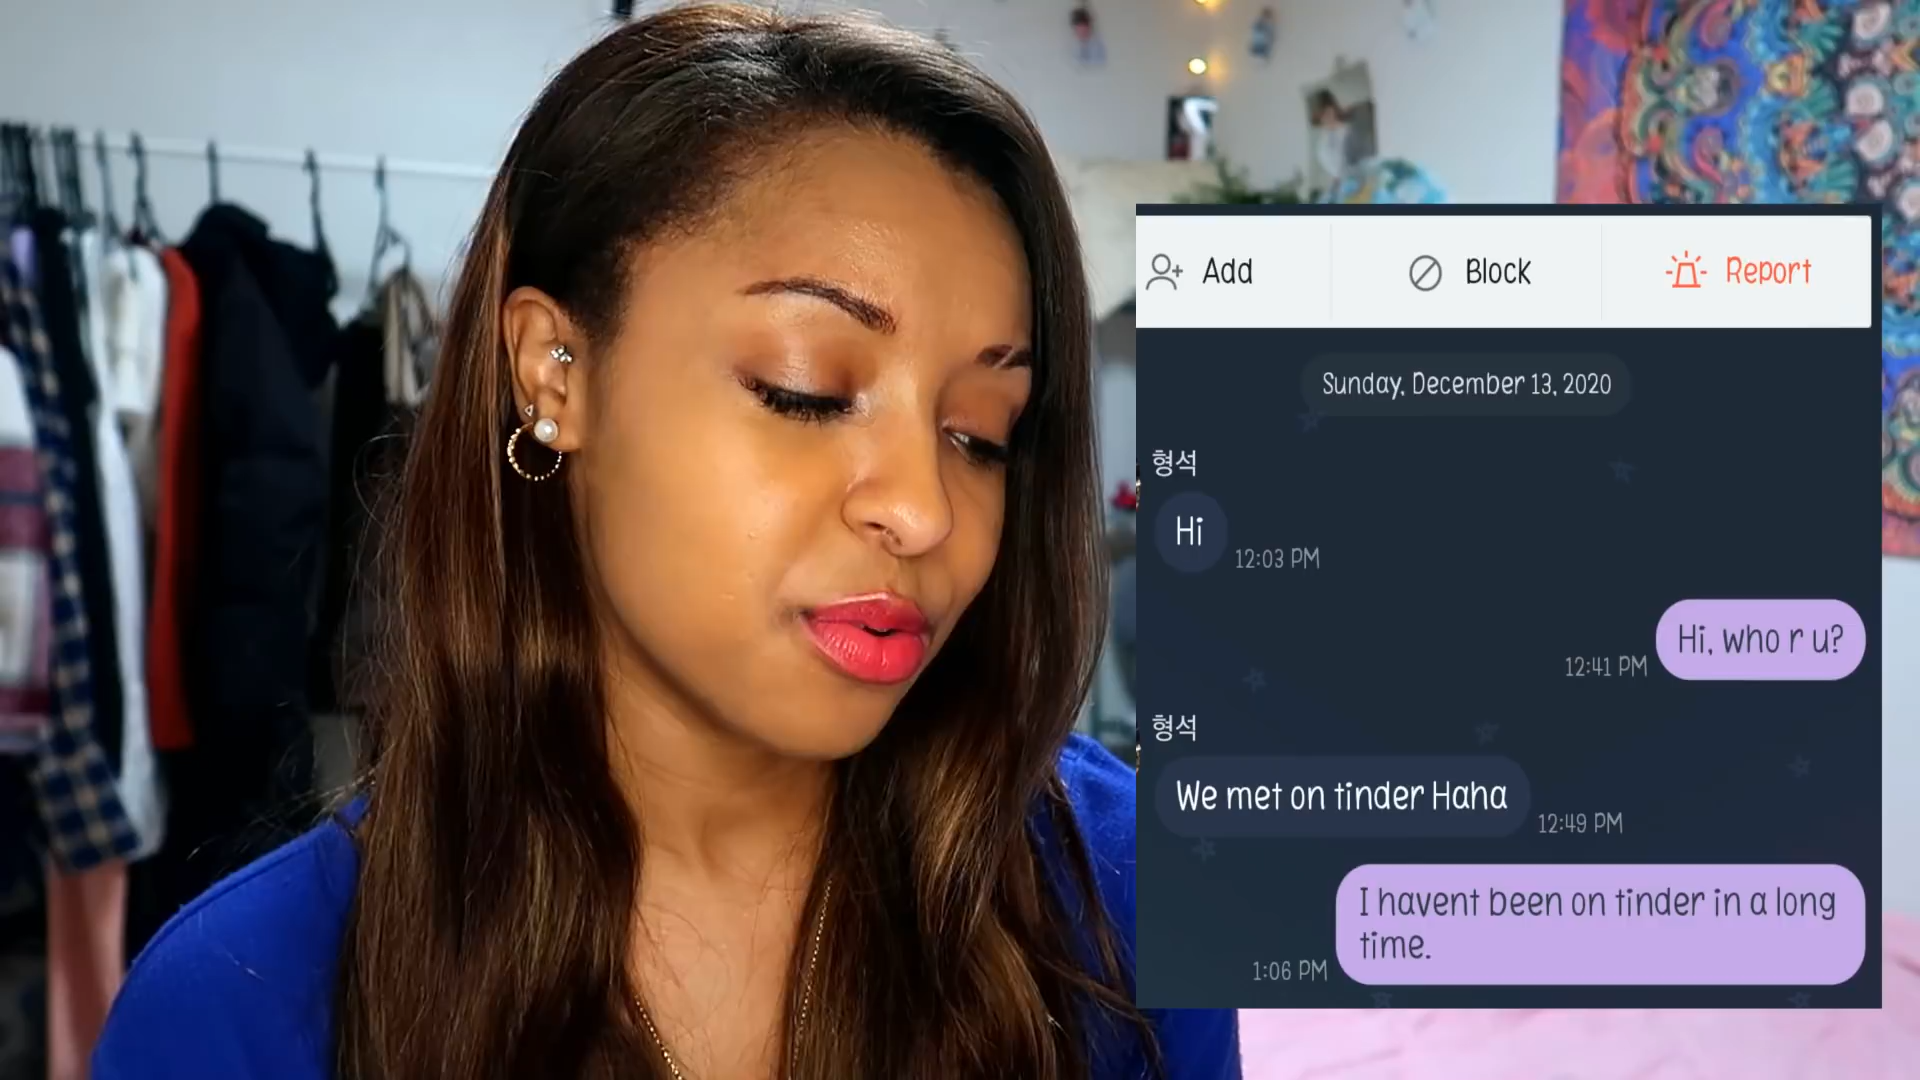 Add Block Report
Sunday, December 13, 2020
형석
Hi
12:03 PM
Hi, who r u?
12:41 PM
형석
We met on tinder Haha
12:49 PM
I havent been on tinder in a long
time.
1:06 PM